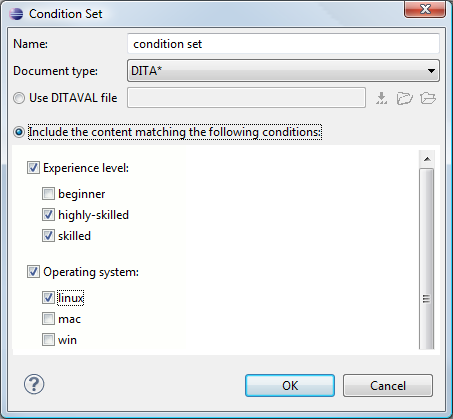 Condition Set
Name: condition set
Document type: DITA*
Use DITAVAL file
Include the content matching the following conditions:
Experience level:
beginner
highly-skilled
skilled
Operating system:
linux
mac
win
? OK Cancel